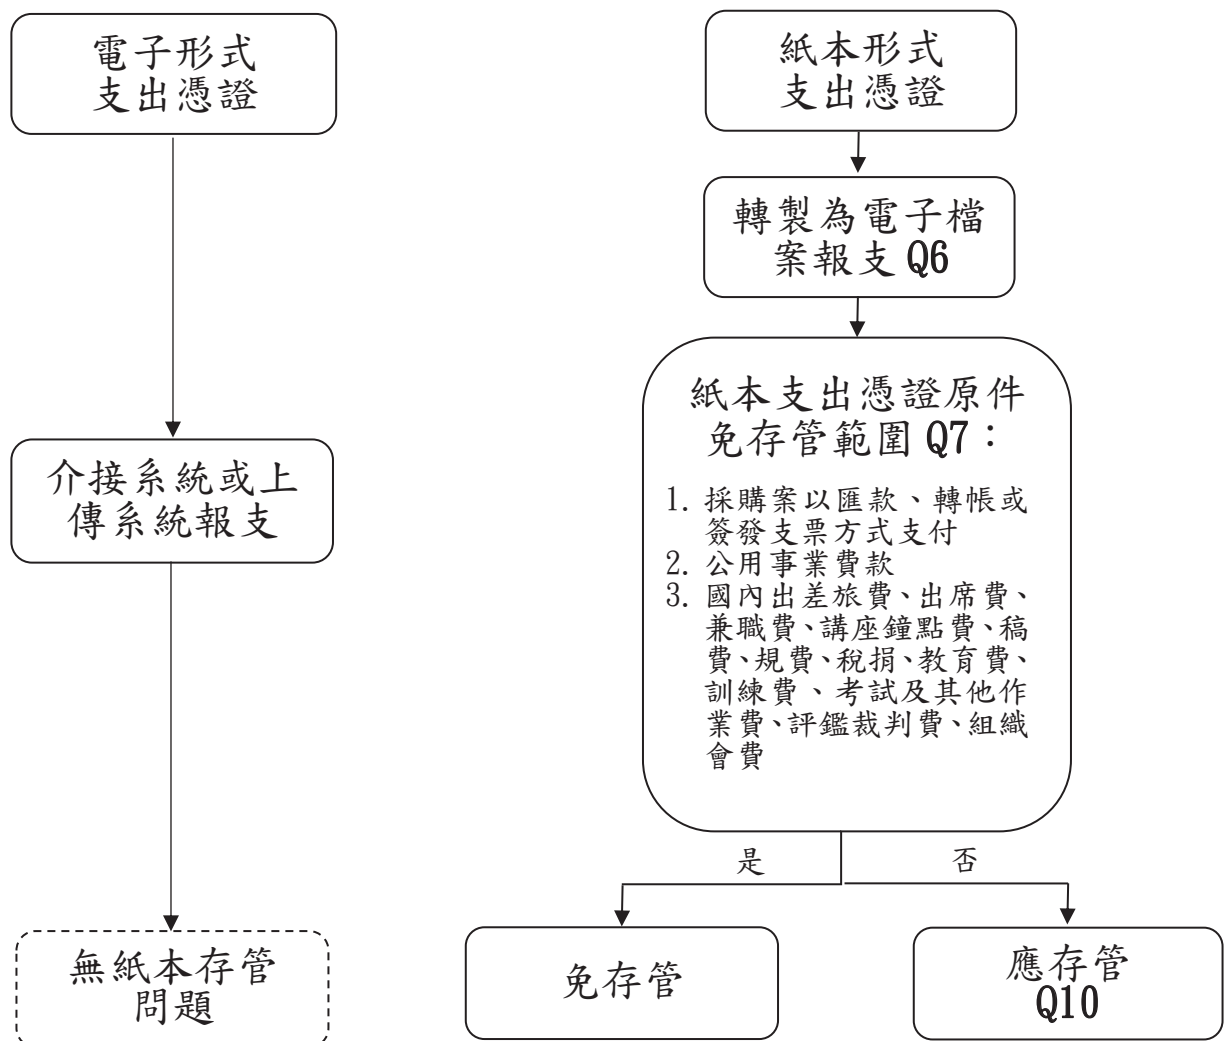 電子形式
支出憑證
介接系統或上
傳系統報支
無紙本存管
問題
紙本形式
支出憑證
轉製為電子檔
案報支 Q6
紙本支出憑證原件
免存管範圍 Q7：
1. 採購案以匯款、轉帳或
簽發支票方式支付
2. 公用事業費款
3. 國內出差旅費、出席費、
兼職費、講座鐘點費、稿
費、規費、稅捐、教育費、
訓練費、考試及其他作
業費、評鑑裁判費、組織
會費
是
否
免存管
應存管
Q10